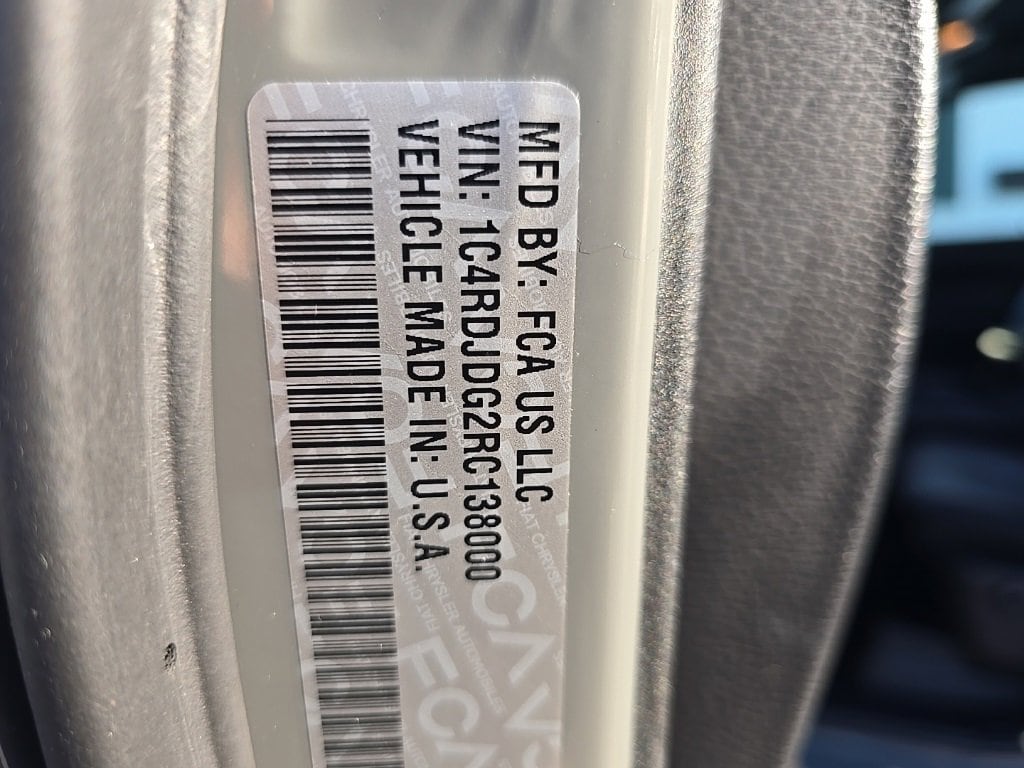 MFD BY: FCA US LLC
VIN: 1C4RDJDG2RC138000
VEHICLE MADE IN: U.S.A.